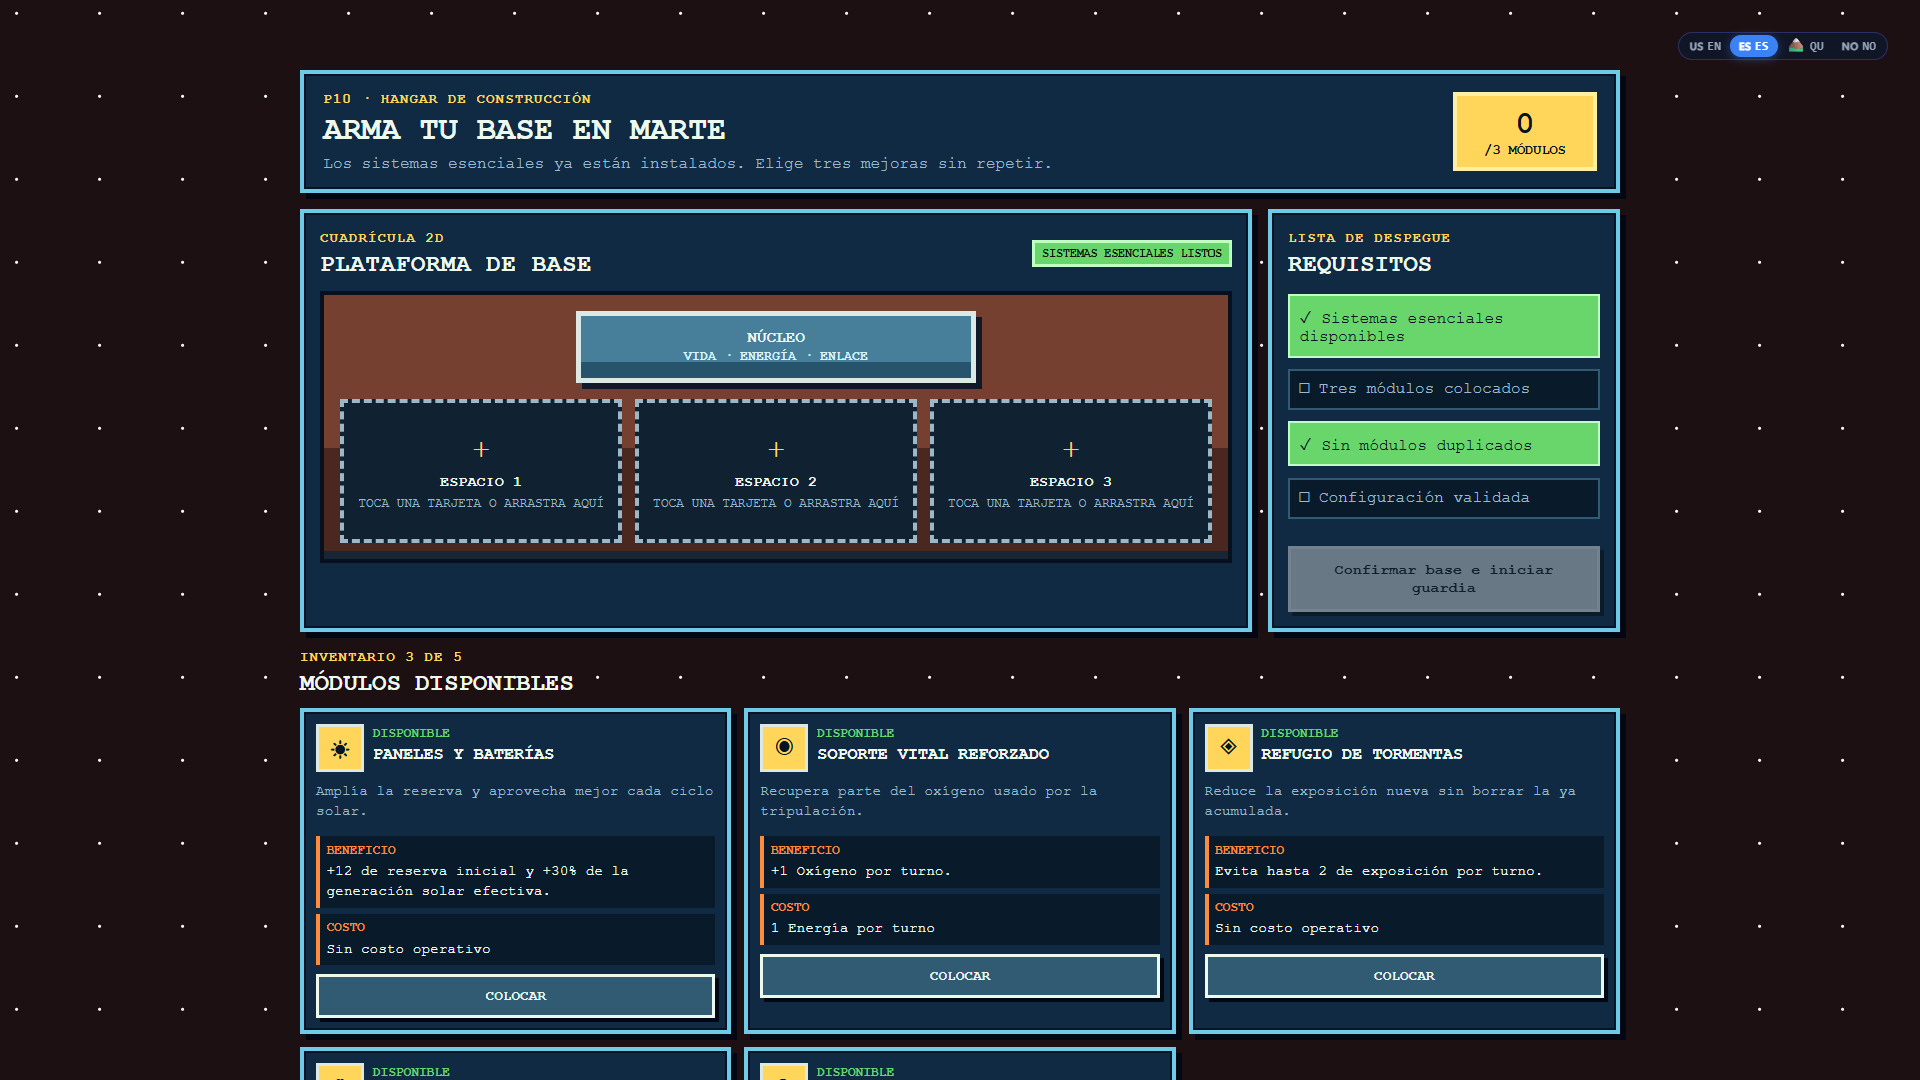 US EN
ES ES
QU
NO NO
P10 · HANGAR DE CONSTRUCCIÓN
ARMA TU BASE EN MARTE
Los sistemas esenciales ya están instalados. Elige tres mejoras sin repetir.
0
/3 MÓDULOS
CUADRÍCULA 2D
PLATAFORMA DE BASE
SISTEMAS ESENCIALES LISTOS
NÚCLEO
VIDA · ENERGÍA · ENLACE
+
ESPACIO 1
TOCA UNA TARJETA O ARRASTRA AQUÍ
+
ESPACIO 2
TOCA UNA TARJETA O ARRASTRA AQUÍ
+
ESPACIO 3
TOCA UNA TARJETA O ARRASTRA AQUÍ
LISTA DE DESPEGUE
REQUISITOS
✓ Sistemas esenciales
disponibles
☐ Tres módulos colocados
✓ Sin módulos duplicados
☐ Configuración validada
Confirmar base e iniciar
guardia
INVENTARIO 3 DE 5
MÓDULOS DISPONIBLES
DISPONIBLE
PANELES Y BATERÍAS
Amplía la reserva y aprovecha mejor cada ciclo
solar.
BENEFICIO
+12 de reserva inicial y +30% de la
generación solar efectiva.
COSTO
Sin costo operativo
COLOCAR
DISPONIBLE
SOPORTE VITAL REFORZADO
Recupera parte del oxígeno usado por la
tripulación.
BENEFICIO
+1 Oxígeno por turno.
COSTO
1 Energía por turno
COLOCAR
DISPONIBLE
REFUGIO DE TORMENTAS
Reduce la exposición nueva sin borrar la ya
acumulada.
BENEFICIO
Evita hasta 2 de exposición por turno.
COSTO
Sin costo operativo
COLOCAR
DISPONIBLE
DISPONIBLE